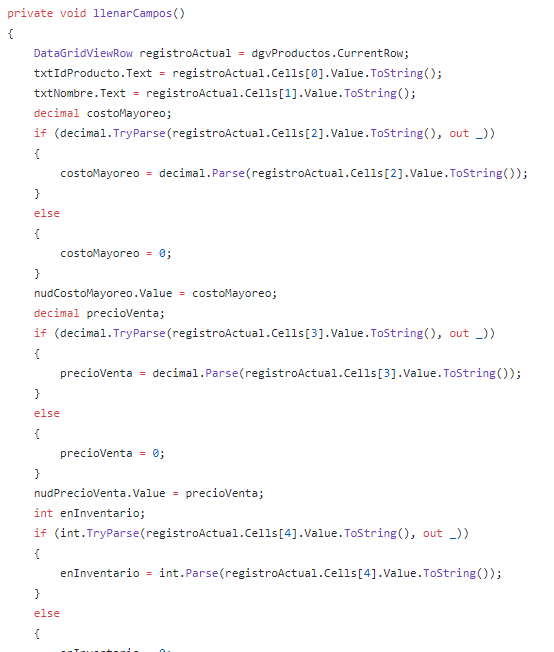 private void llenarCampos()
{
    DataGridViewRow registroActual = dgvProductos.CurrentRow;
    txtIdProducto.Text = registroActual.Cells[0].Value.ToString();
    txtNombre.Text = registroActual.Cells[1].Value.ToString();
    decimal costoMayoreo;
    if (decimal.TryParse(registroActual.Cells[2].Value.ToString(), out _))
    {
        costoMayoreo = decimal.Parse(registroActual.Cells[2].Value.ToString());
    }
    else
    {
        costoMayoreo = 0;
    }
    nudCostoMayoreo.Value = costoMayoreo;
    decimal precioVenta;
    if (decimal.TryParse(registroActual.Cells[3].Value.ToString(), out _))
    {
        precioVenta = decimal.Parse(registroActual.Cells[3].Value.ToString());
    }
    else
    {
        precioVenta = 0;
    }
    nudPrecioVenta.Value = precioVenta;
    int enInventario;
    if (int.TryParse(registroActual.Cells[4].Value.ToString(), out _))
    {
        enInventario = int.Parse(registroActual.Cells[4].Value.ToString());
    }
    else
    {